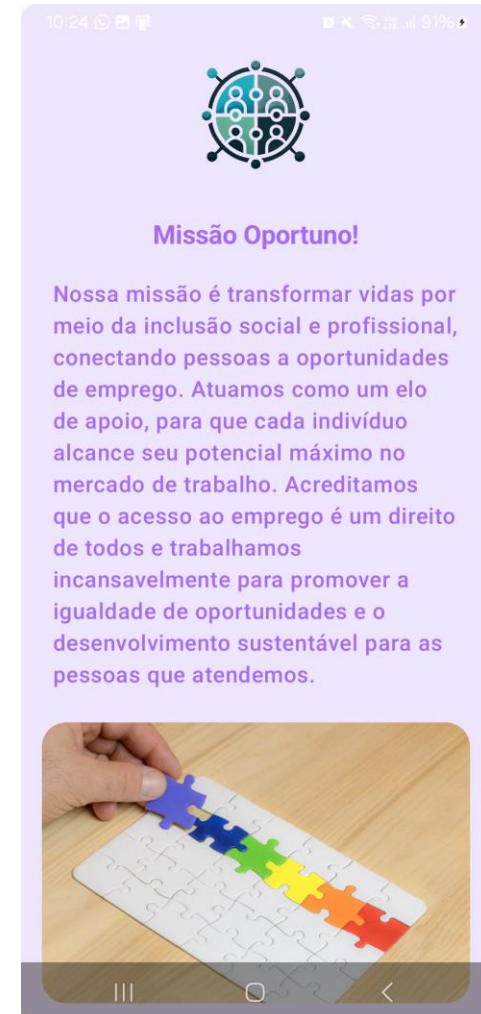 10:24
91%
Missão Oportuno!
Nossa missão é transformar vidas por
meio da inclusão social e profissional,
conectando pessoas a oportunidades
de emprego. Atuamos como um elo
de apoio, para que cada indivíduo
alcance seu potencial máximo no
mercado de trabalho. Acreditamos
que o acesso ao emprego é um direito
de todos e trabalhamos
incansavelmente para promover a
igualdade de oportunidades e o
desenvolvimento sustentável para as
pessoas que atendemos.